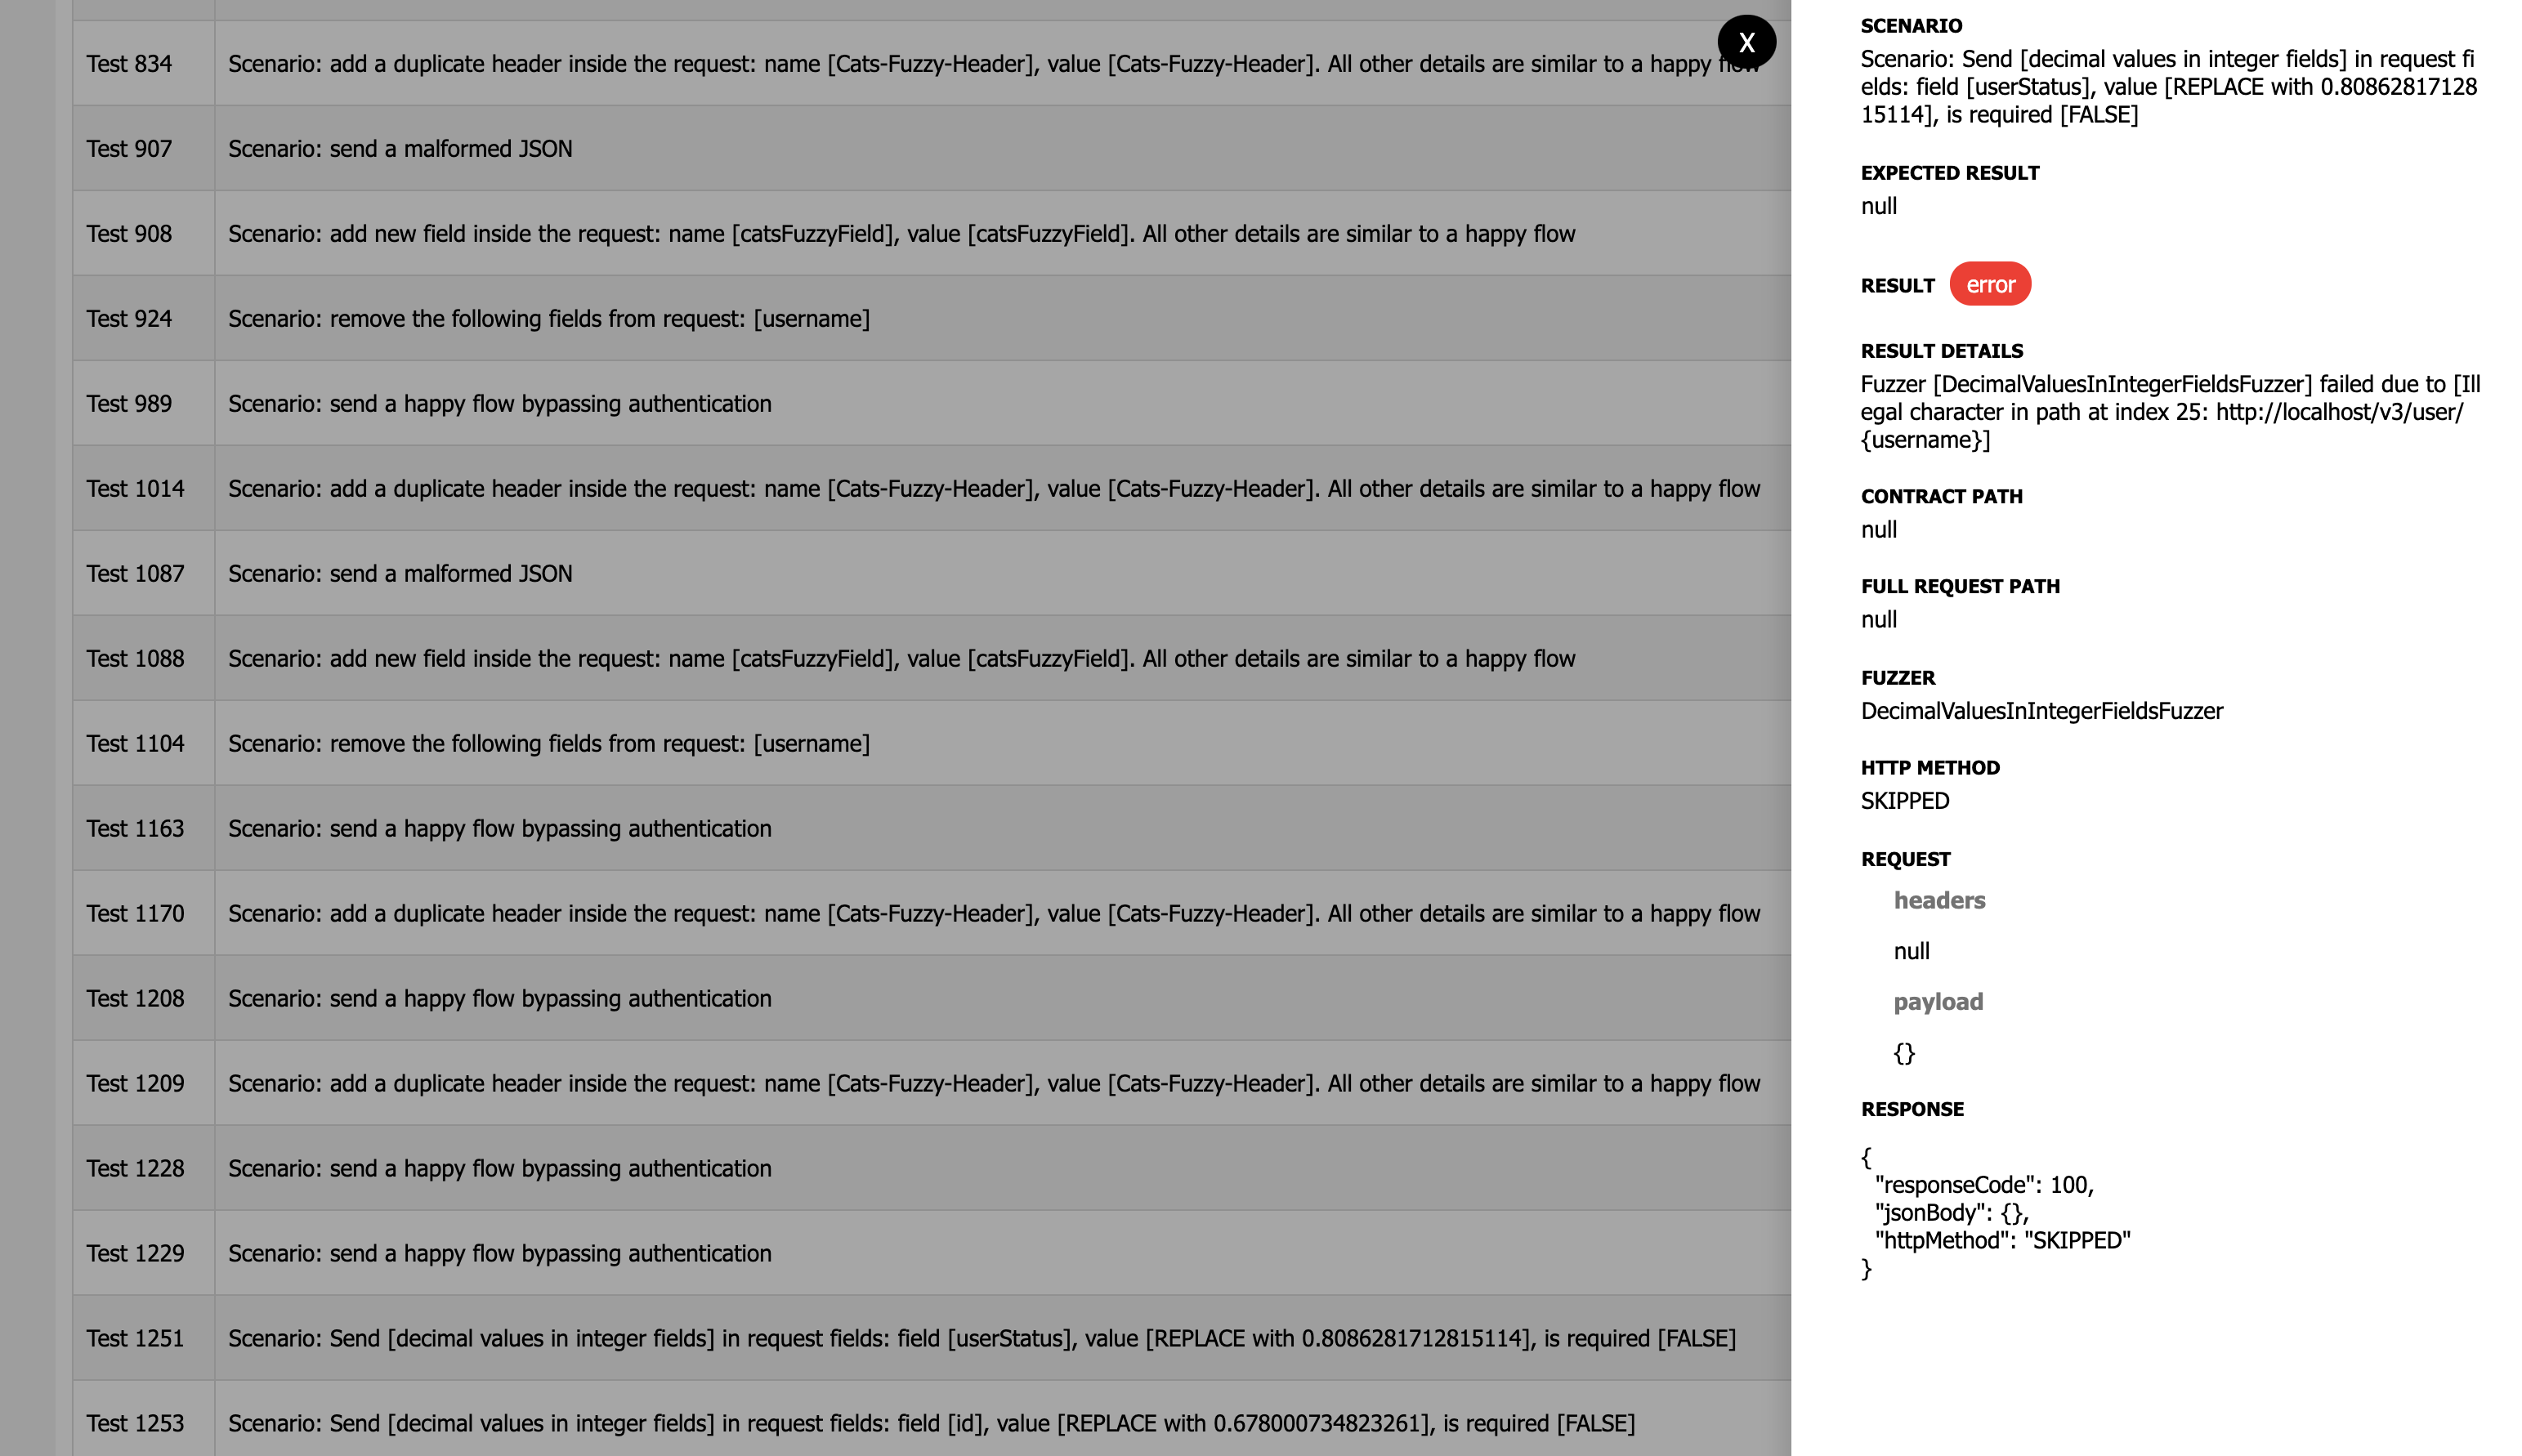 Test 834 Scenario: add a duplicate header inside the request: name [Cats-Fuzzy-Header], value [Cats-Fuzzy-Header]. All other details are similar to a happy flow
Test 907 Scenario: send a malformed JSON
Test 908 Scenario: add new field inside the request: name [catsFuzzyField], value [catsFuzzyField]. All other details are similar to a happy flow
Test 924 Scenario: remove the following fields from request: [username]
Test 989 Scenario: send a happy flow bypassing authentication
Test 1014 Scenario: add a duplicate header inside the request: name [Cats-Fuzzy-Header], value [Cats-Fuzzy-Header]. All other details are similar to a happy flow
Test 1087 Scenario: send a malformed JSON
Test 1088 Scenario: add new field inside the request: name [catsFuzzyField], value [catsFuzzyField]. All other details are similar to a happy flow
Test 1104 Scenario: remove the following fields from request: [username]
Test 1163 Scenario: send a happy flow bypassing authentication
Test 1170 Scenario: add a duplicate header inside the request: name [Cats-Fuzzy-Header], value [Cats-Fuzzy-Header]. All other details are similar to a happy flow
Test 1208 Scenario: send a happy flow bypassing authentication
Test 1209 Scenario: add a duplicate header inside the request: name [Cats-Fuzzy-Header], value [Cats-Fuzzy-Header]. All other details are similar to a happy flow
Test 1228 Scenario: send a happy flow bypassing authentication
Test 1229 Scenario: send a happy flow bypassing authentication
Test 1251 Scenario: Send [decimal values in integer fields] in request fields: field [userStatus], value [REPLACE with 0.8086281712815114], is required [FALSE]
Test 1253 Scenario: Send [decimal values in integer fields] in request fields: field [id], value [REPLACE with 0.678000734823261], is required [FALSE]
X
SCENARIO
Scenario: Send [decimal values in integer fields] in request fi
elds: field [userStatus], value [REPLACE with 0.80862817128
15114], is required [FALSE]
EXPECTED RESULT
null
RESULT error
RESULT DETAILS
Fuzzer [DecimalValuesInIntegerFieldsFuzzer] failed due to [Ill
egal character in path at index 25: http://localhost/v3/user/
{username}]
CONTRACT PATH
null
FULL REQUEST PATH
null
FUZZER
DecimalValuesInIntegerFieldsFuzzer
HTTP METHOD
SKIPPED
REQUEST
headers
null
payload
{}
RESPONSE
{
"responseCode": 100,
"jsonBody": {},
"httpMethod": "SKIPPED"
}